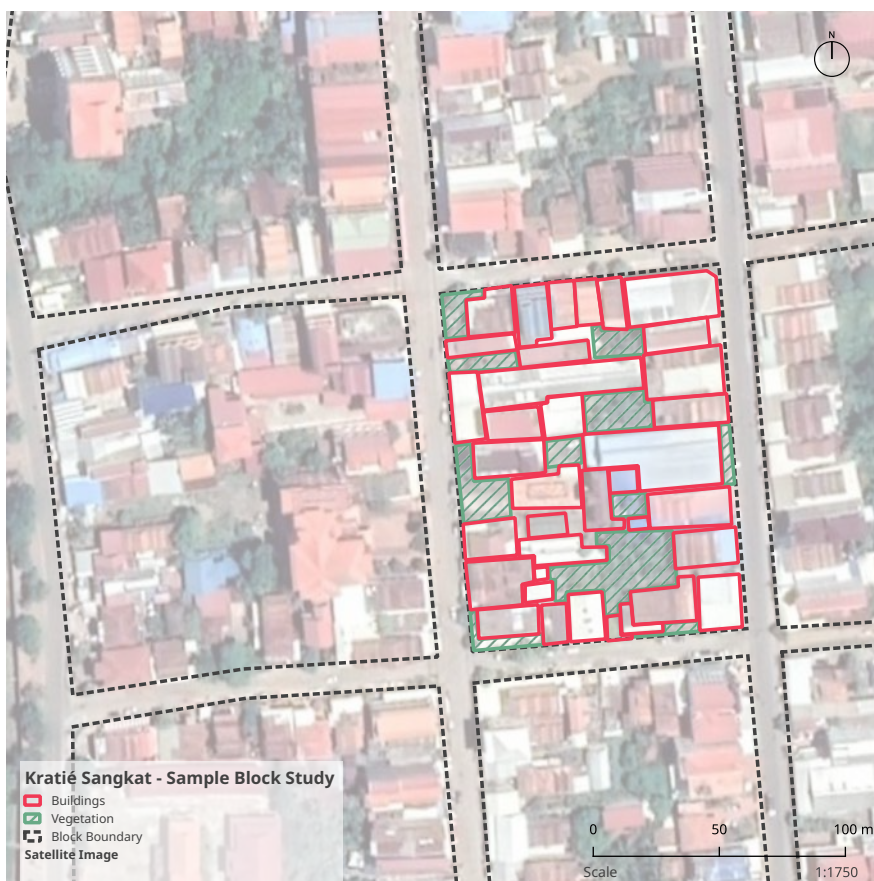 N
Kratié Sangkat - Sample Block Study
Buildings
Vegetation
Block Boundary
Satellite Image
0 50 100 m
Scale 1:1750